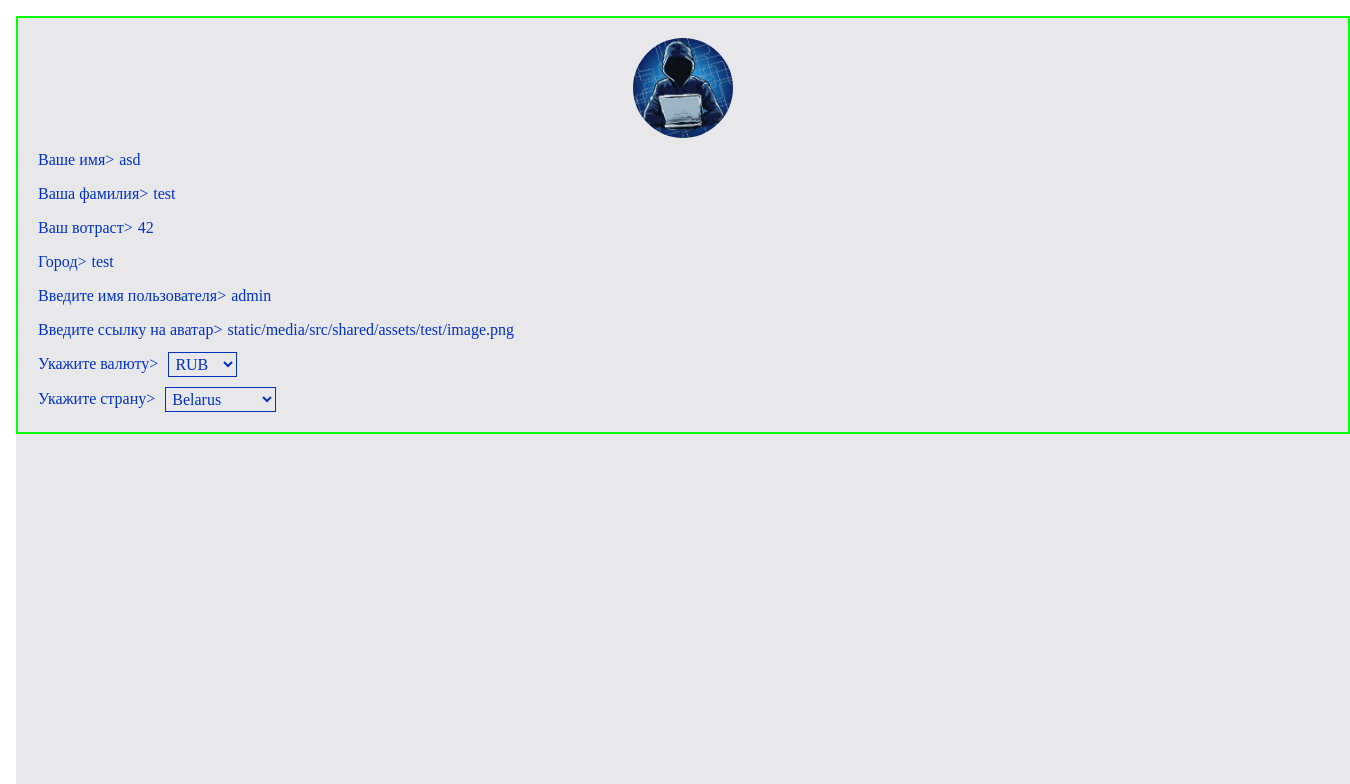 Ваше имя> asd
Ваша фамилия> test
Ваш вотраст> 42
Город> test
Введите имя пользователя> admin
Введите ссылку на аватар> static/media/src/shared/assets/test/image.png
Укажите валюту> RUB
Укажите страну> Belarus